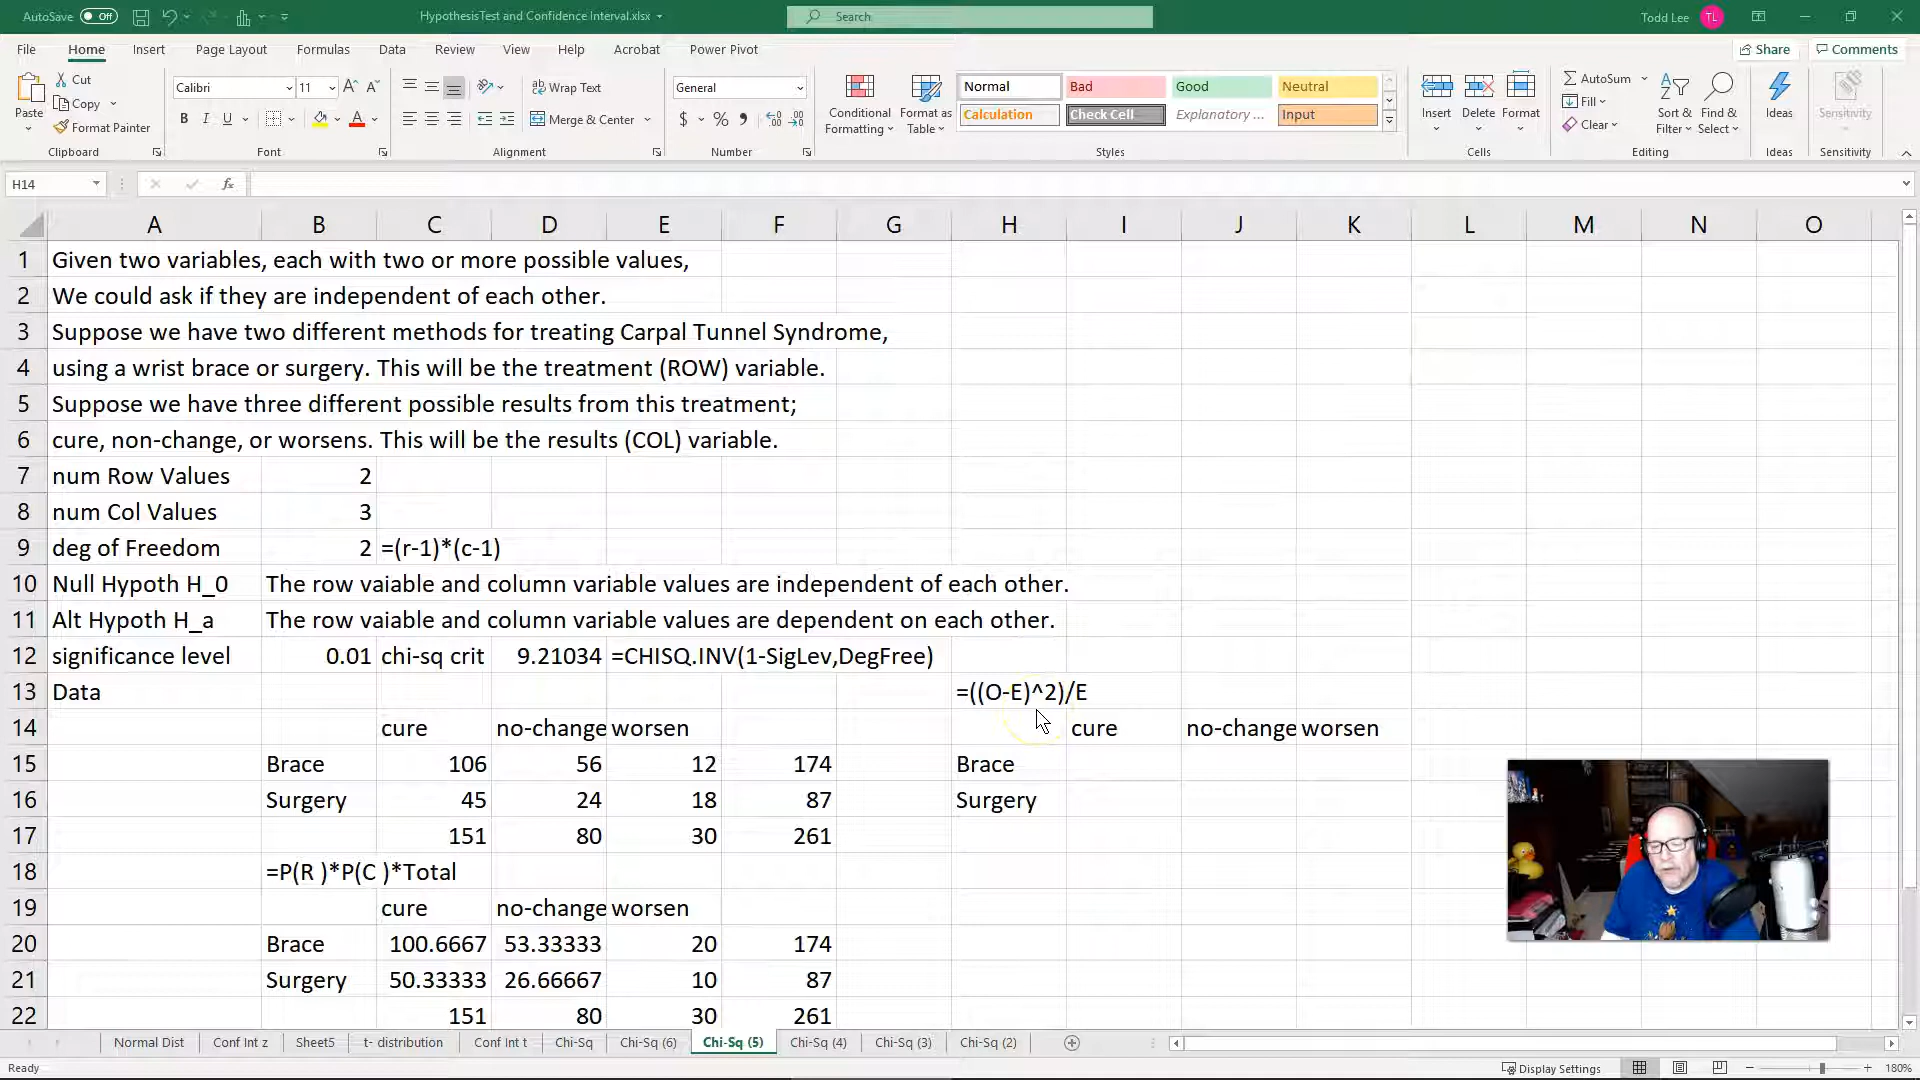 AutoSave Off HypothesisTest and Confidence Interval.xlsx Search Todd Lee TL
File Home Insert Page Layout Formulas Data Review View Help Acrobat Power Pivot Share Comments
Paste Cut Copy Format Painter Calibri 11 B I U Wrap Text Merge & Center General $ % Conditional Formatting Format as Table Normal Bad Good Neutral Calculation Check Cell Explanatory ... Input Insert Delete Format AutoSum Fill Clear Sort & Filter Find & Select Ideas Sensitivity
Clipboard Font Alignment Number Styles Cells Editing Ideas Sensitivity
H14 fx
A B C D E F G H I J K L M N O
1 Given two variables, each with two or more possible values,
2 We could ask if they are independent of each other.
3 Suppose we have two different methods for treating Carpal Tunnel Syndrome,
4 using a wrist brace or surgery. This will be the treatment (ROW) variable.
5 Suppose we have three different possible results from this treatment;
6 cure, non-change, or worsens. This will be the results (COL) variable.
7 num Row Values 2
8 num Col Values 3
9 deg of Freedom 2 =(r-1)*(c-1)
10 Null Hypoth H_0 The row vaiable and column variable values are independent of each other.
11 Alt Hypoth H_a The row vaiable and column variable values are dependent on each other.
12 significance level 0.01 chi-sq crit 9.21034 =CHISQ.INV(1-SigLev,DegFree)
13 Data =((O-E)^2)/E
14 cure no-change worsen cure no-change worsen
15 Brace 106 56 12 174 Brace
16 Surgery 45 24 18 87 Surgery
17 151 80 30 261
18 =P(R )*P(C )*Total
19 cure no-change worsen
20 Brace 100.6667 53.33333 20 174
21 Surgery 50.33333 26.66667 10 87
22 151 80 30 261
Normal Dist Conf Int z Sheet5 t- distribution Conf Int t Chi-Sq Chi-Sq (6) Chi-Sq (5) Chi-Sq (4) Chi-Sq (3) Chi-Sq (2)
Ready Display Settings 180%